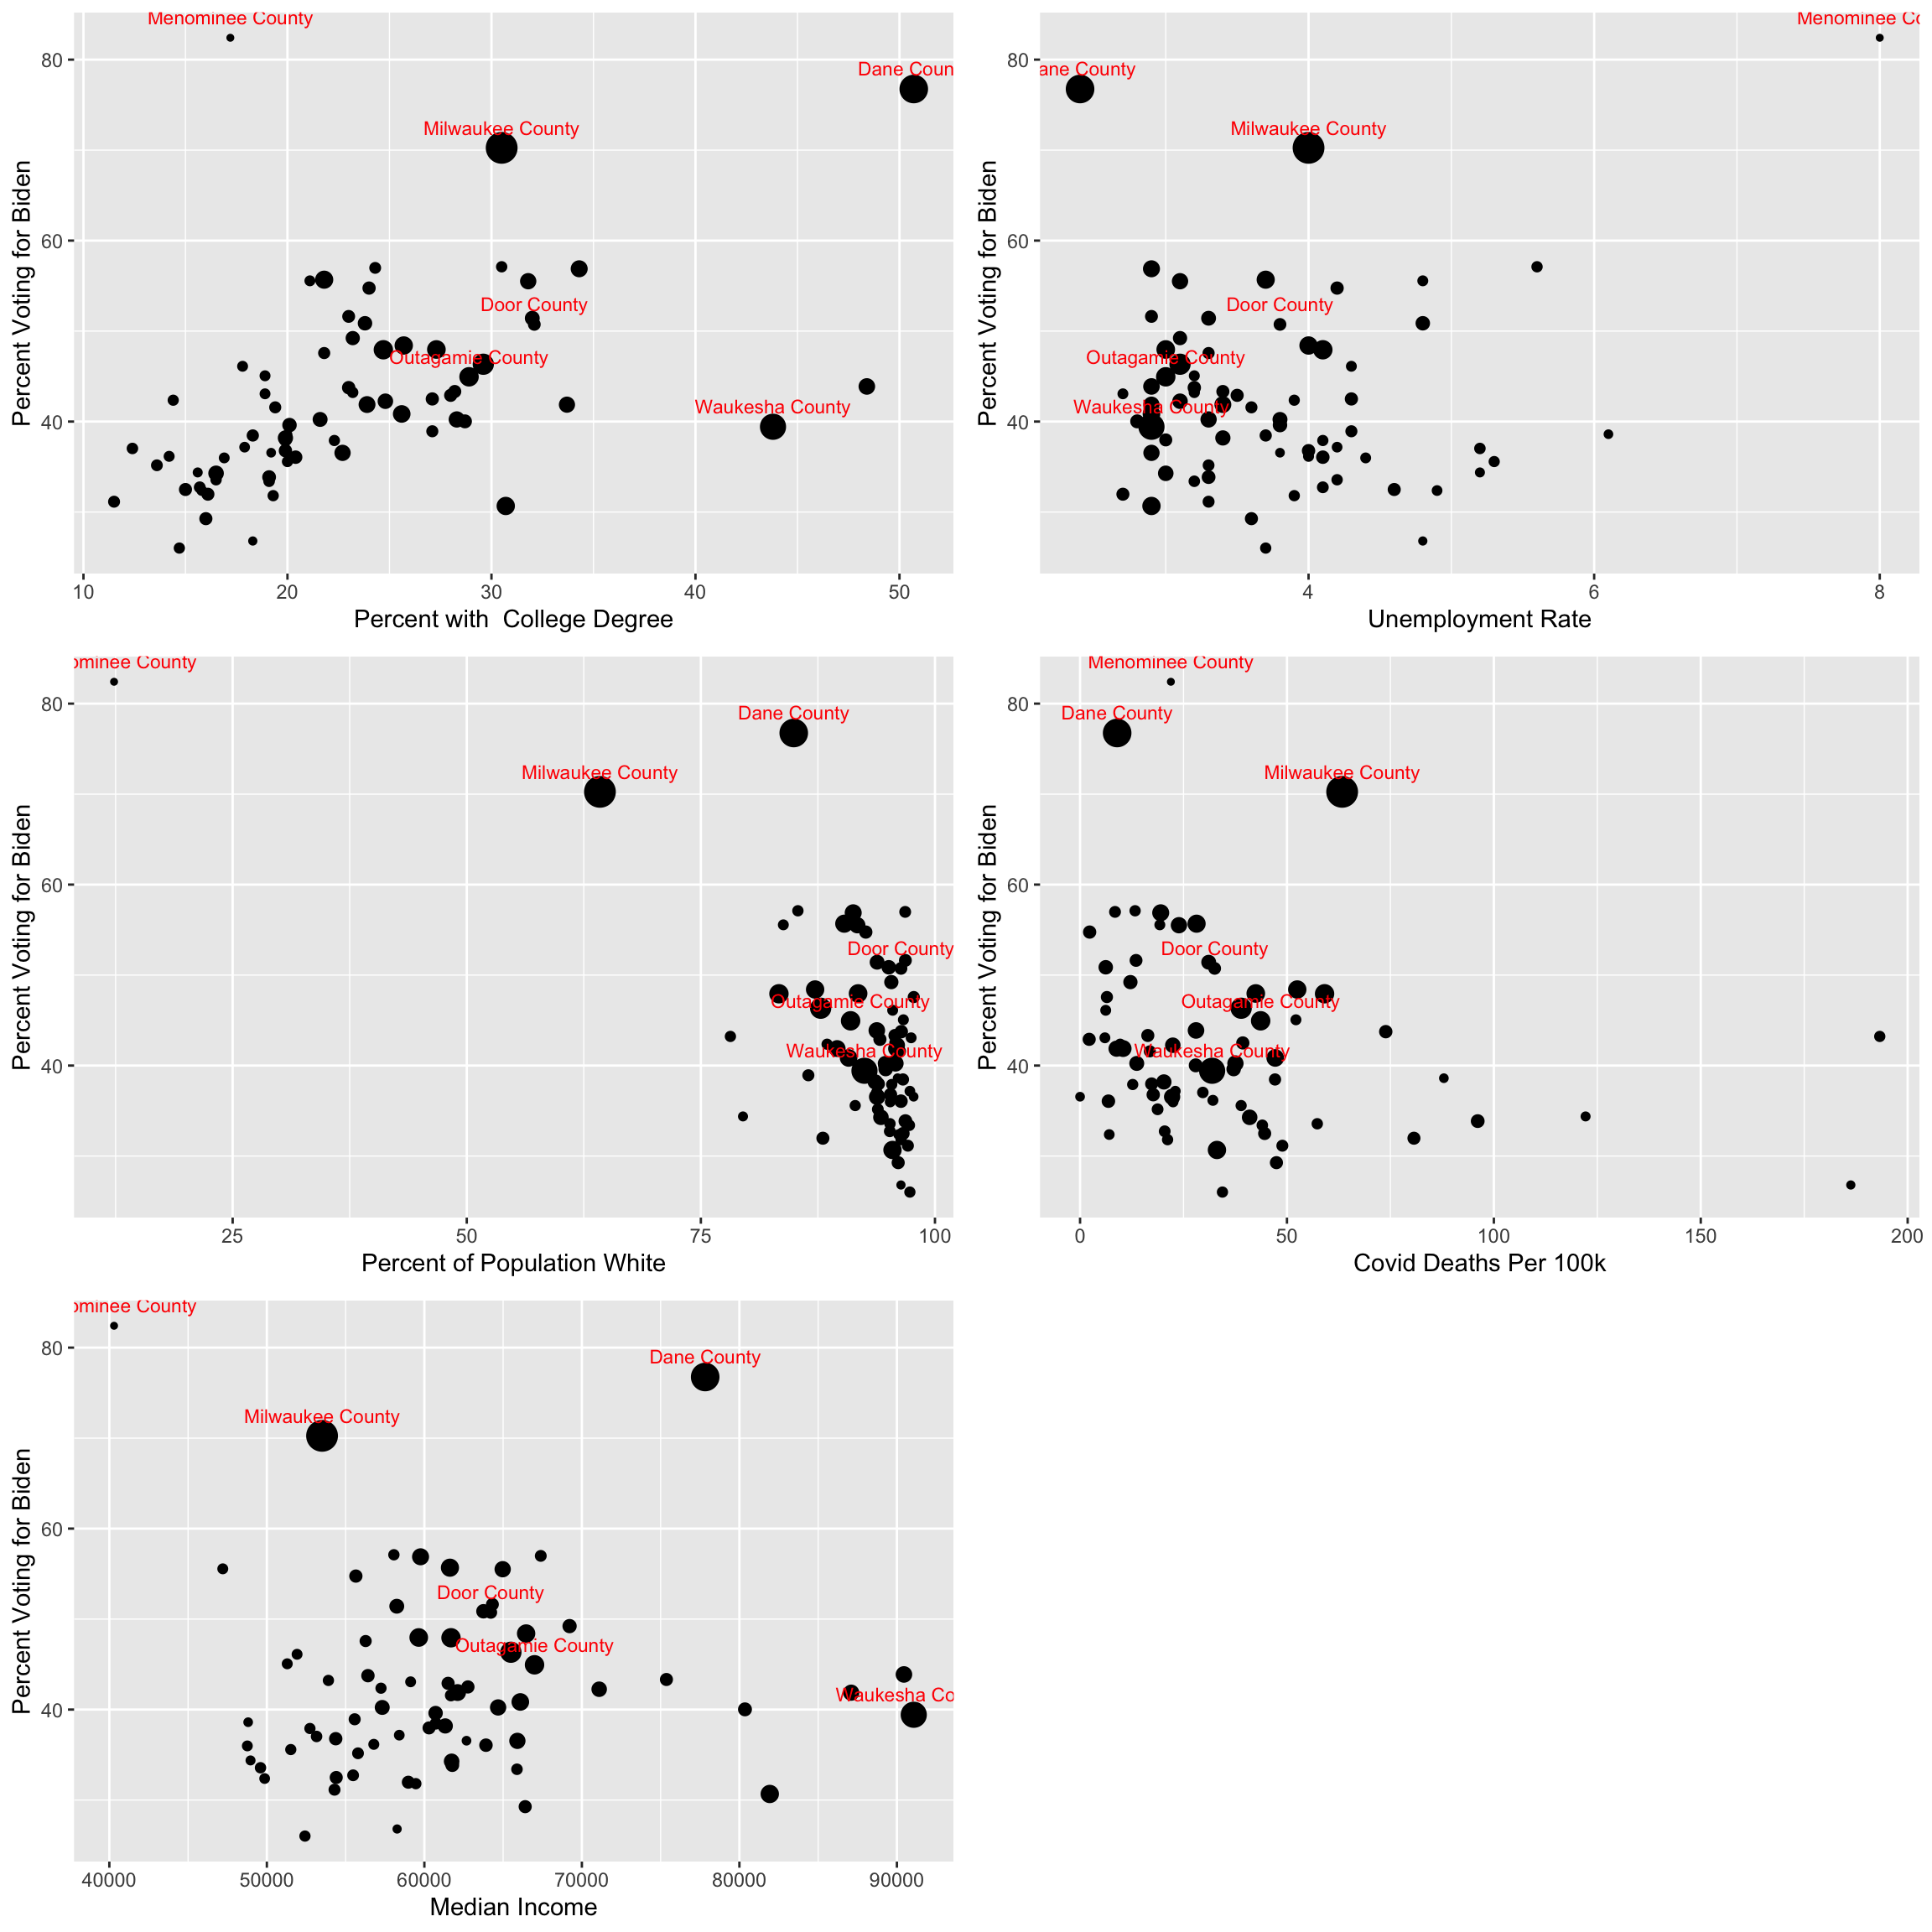 Menominee County
Dane Coun
Milwaukee County
Door County
Outagamie County
Waukesha County
80
60
40
10 20 30 40 50
Percent with  College Degree
Percent Voting for Biden
Menominee Co
ane County
Milwaukee County
Door County
Outagamie County
Waukesha County
80
60
40
4 6 8
Unemployment Rate
Percent Voting for Biden
ominee County
Dane County
Milwaukee County
Door County
Outagamie County
Waukesha County
80
60
40
25 50 75 100
Percent of Population White
Percent Voting for Biden
Menominee County
Dane County
Milwaukee County
Door County
Outagamie County
Waukesha County
80
60
40
0 50 100 150 200
Covid Deaths Per 100k
Percent Voting for Biden
ominee County
Dane County
Milwaukee County
Door County
Outagamie County
Waukesha Co
80
60
40
40000 50000 60000 70000 80000 90000
Median Income
Percent Voting for Biden